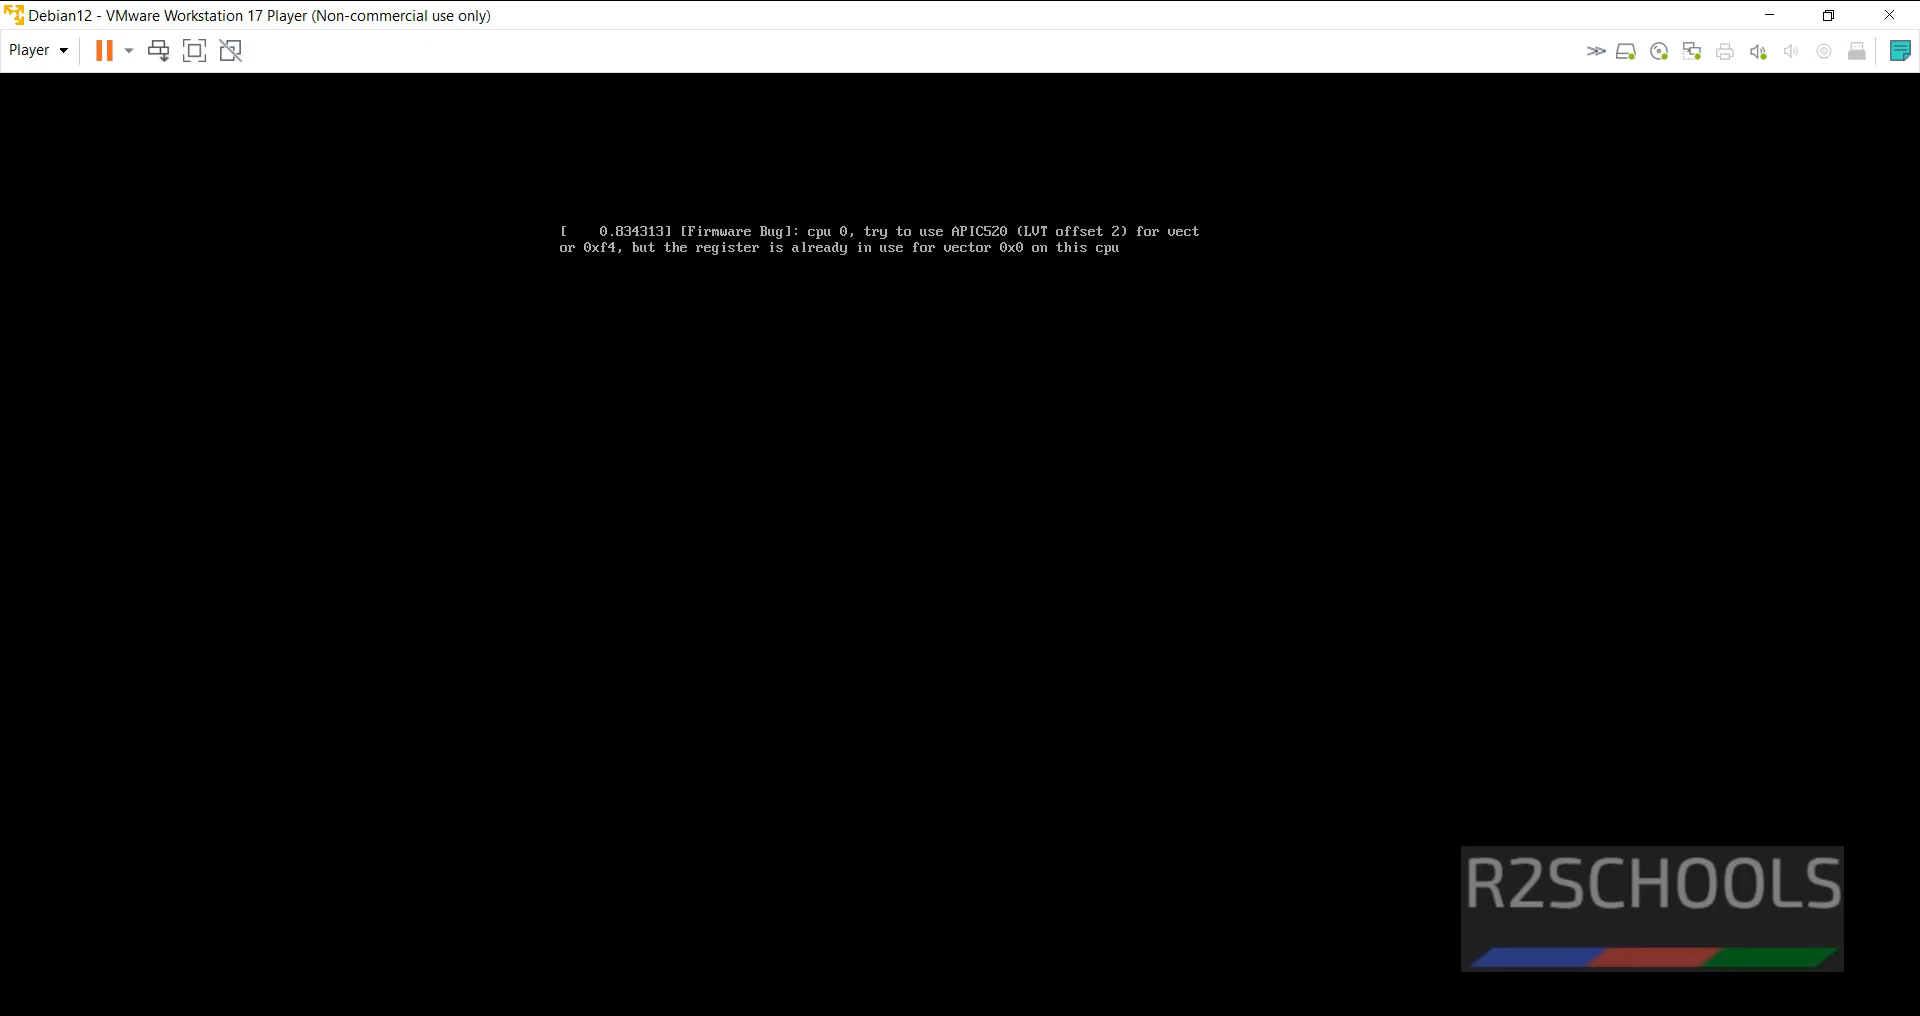 Debian12 - VMware Workstation 17 Player (Non-commercial use only)
Player
[    0.834313] [Firmware Bug]: cpu 0, try to use APIC520 (LVT offset 2) for vect
or 0xf4, but the register is already in use for vector 0x0 on this cpu
R2SCHOOLS